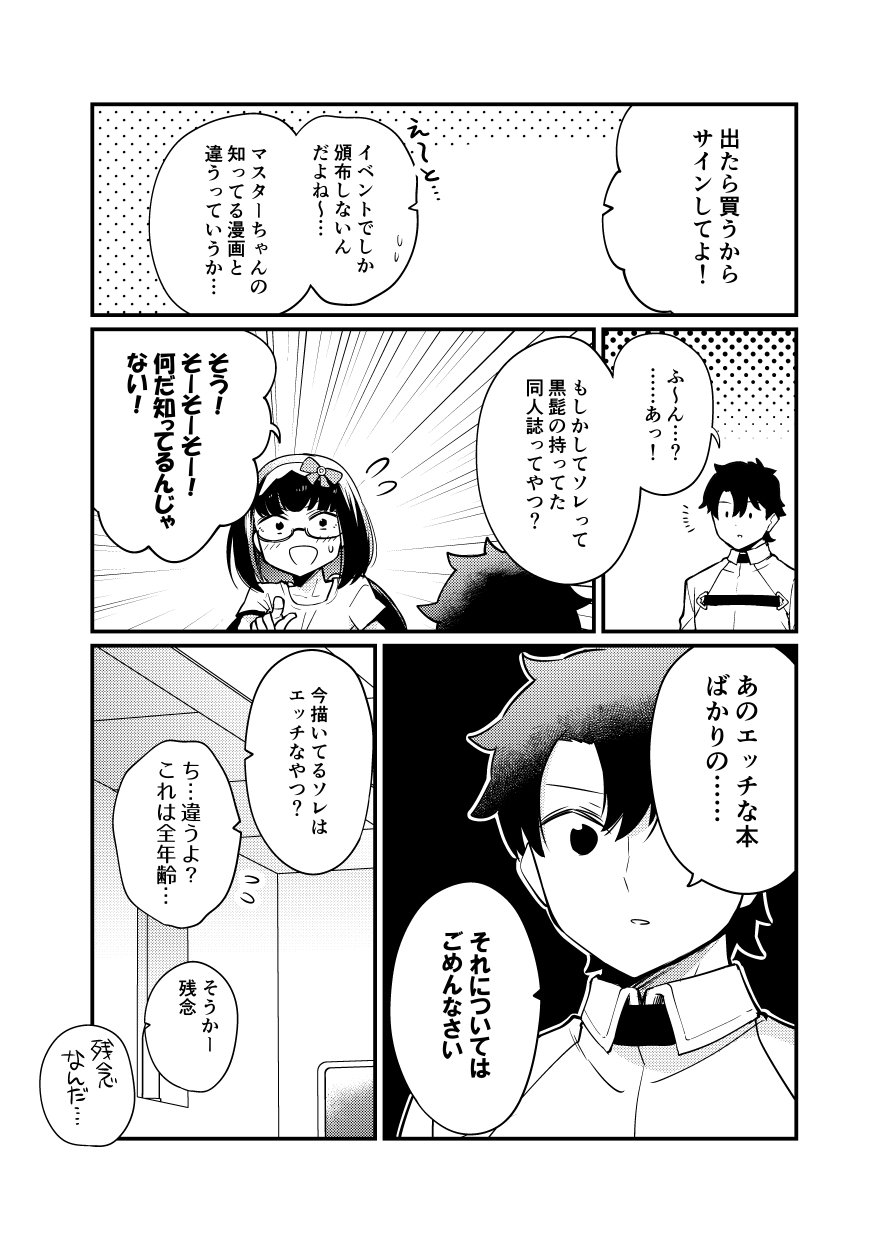 出たら買うから
サインしてよ!
え〜と…
イベントでしか
頒布しないん
だよね〜…
マスターちゃんの
知ってる漫画と
違うっていうか…
ふ〜ん…?
……あっ!
もしかしてソレって
黒髭の持ってた
同人誌ってやつ?
そう!
そーそーそー!
何だ知ってるんじゃ
ない!
あのエッチな本
ばかりの……
それについては
ごめんなさい
今描いてるソレは
エッチなやつ?
ち…違うよ?
これは全年齢…
そうかー
残念
残念
なんだ…